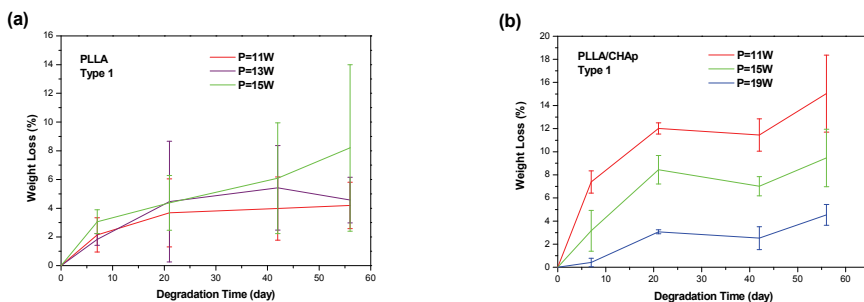 (a)
PLLA
Type 1
P=11W
P=13W
P=15W
Weight Loss (%)
16
14
12
10
8
6
4
2
0
0 10 20 30 40 50 60
Degradation Time (day)
(b)
PLLA/CHAp
Type 1
P=11W
P=15W
P=19W
Weight Loss (%)
20
18
16
14
12
10
8
6
4
2
0
0 10 20 30 40 50 60
Degradation Time (day)